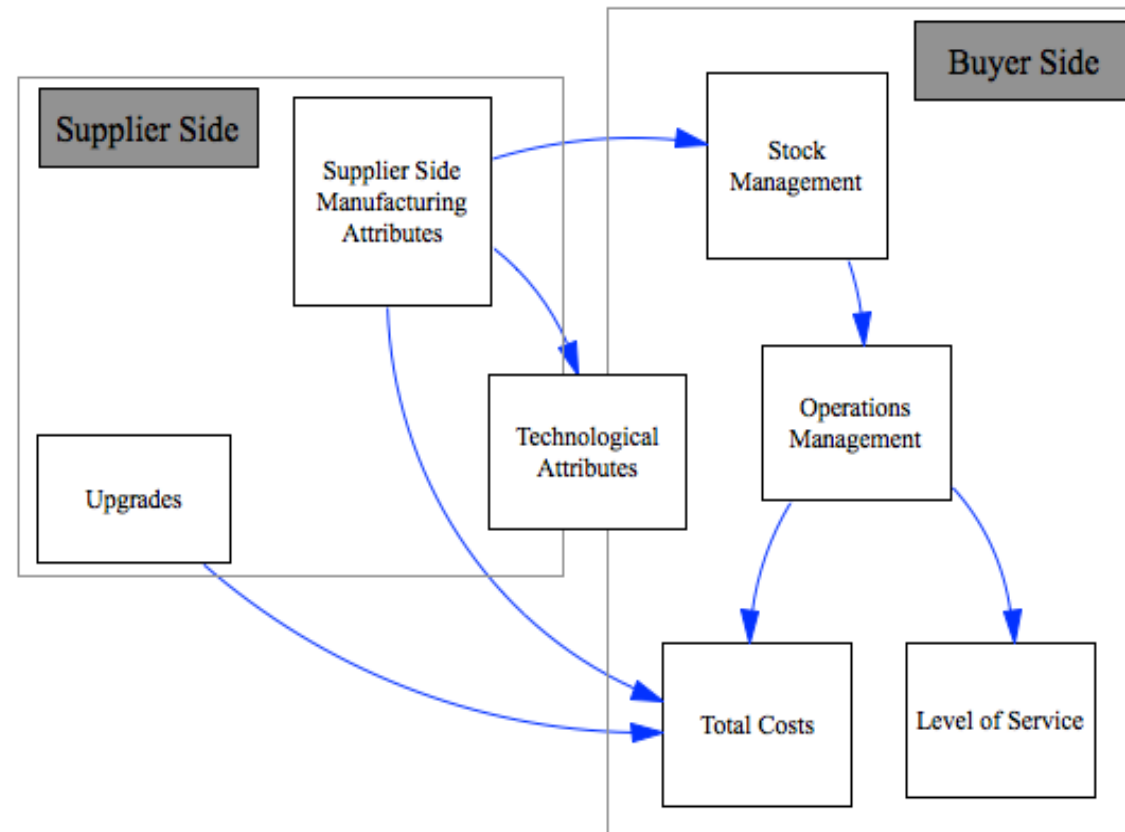 Buyer Side
Supplier Side
Supplier Side
Manufacturing
Attributes
Stock
Management
Technological
Attributes
Operations
Management
Upgrades
Total Costs
Level of Service